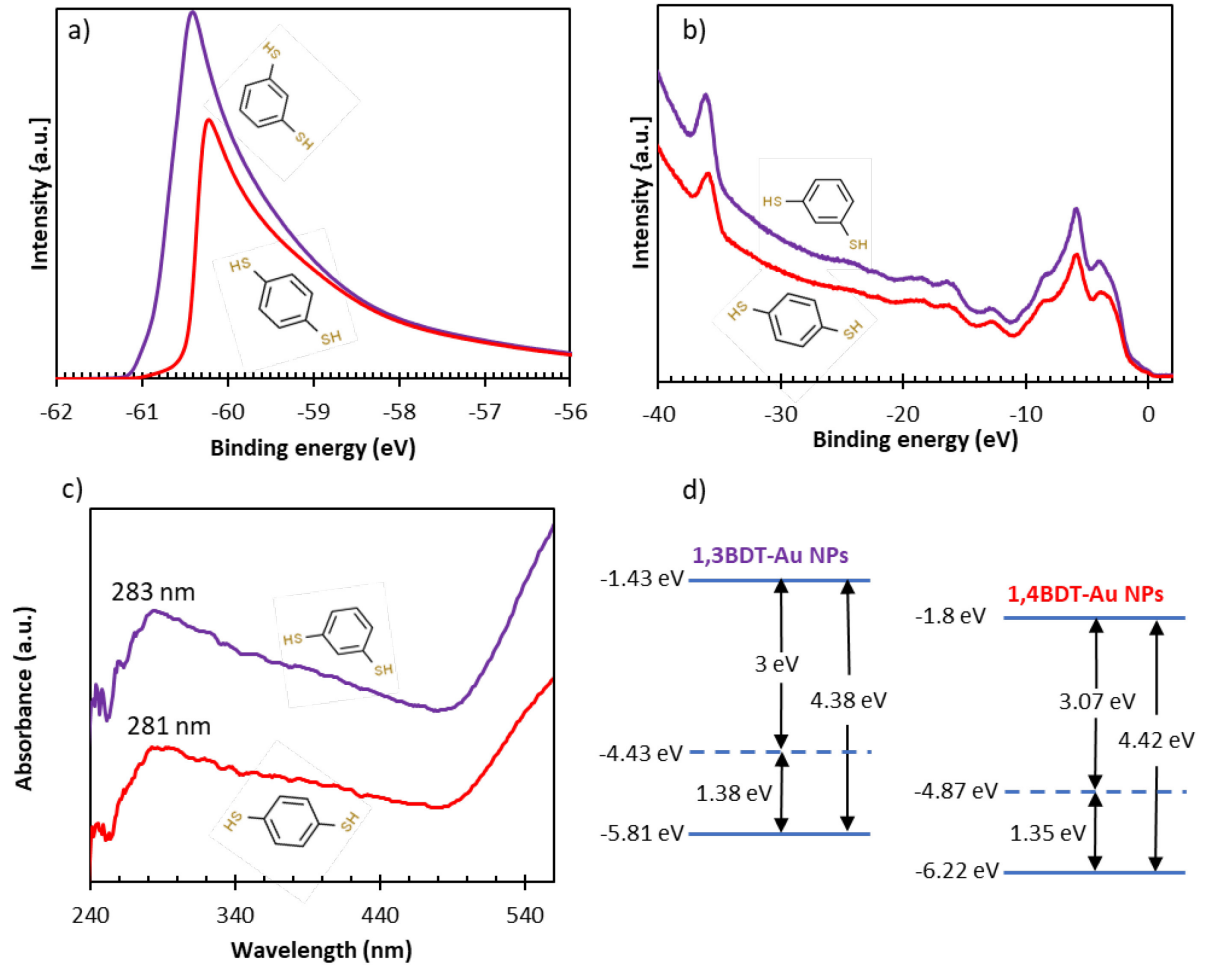 a)
HS
SH
HS
SH
Intensity [a.u.]
-62 -61 -60 -59 -58 -57 -56
Binding energy (eV)
b)
HS
SH
HS
SH
Intensity {a.u.]
-40 -30 -20 -10 0
Binding energy (eV)
c)
283 nm
HS
SH
281 nm
HS
SH
Absorbance (a.u.)
240 340 440 540
Wavelength (nm)
d)
1,3BDT-Au NPs
-1.43 eV
3 eV
4.38 eV
-4.43 eV
1.38 eV
-5.81 eV
1,4BDT-Au NPs
-1.8 eV
3.07 eV
4.42 eV
-4.87 eV
1.35 eV
-6.22 eV